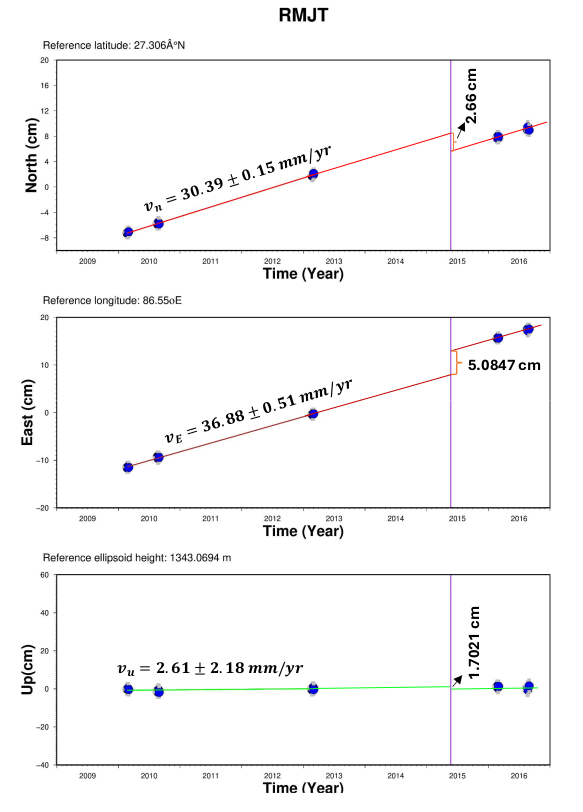 RMJT
Reference latitude: 27.306Â°N
20
16
12
8
4
0
−4
−8
North (cm)
2.66 cm
vₙ = 30.39 ± 0.15 mm/yr
2009 2010 2011 2012 2013 2014 2015 2016
Time (Year)
Reference longitude: 86.55oE
20
10
0
−10
−20
East (cm)
5.0847 cm
v_E = 36.88 ± 0.51 mm/yr
2009 2010 2011 2012 2013 2014 2015 2016
Time (Year)
Reference ellipsoid height: 1343.0694 m
60
40
20
0
−20
−40
Up(cm)
1.7021 cm
vᵤ = 2.61 ± 2.18 mm/yr
2009 2010 2011 2012 2013 2014 2015 2016
Time (Year)